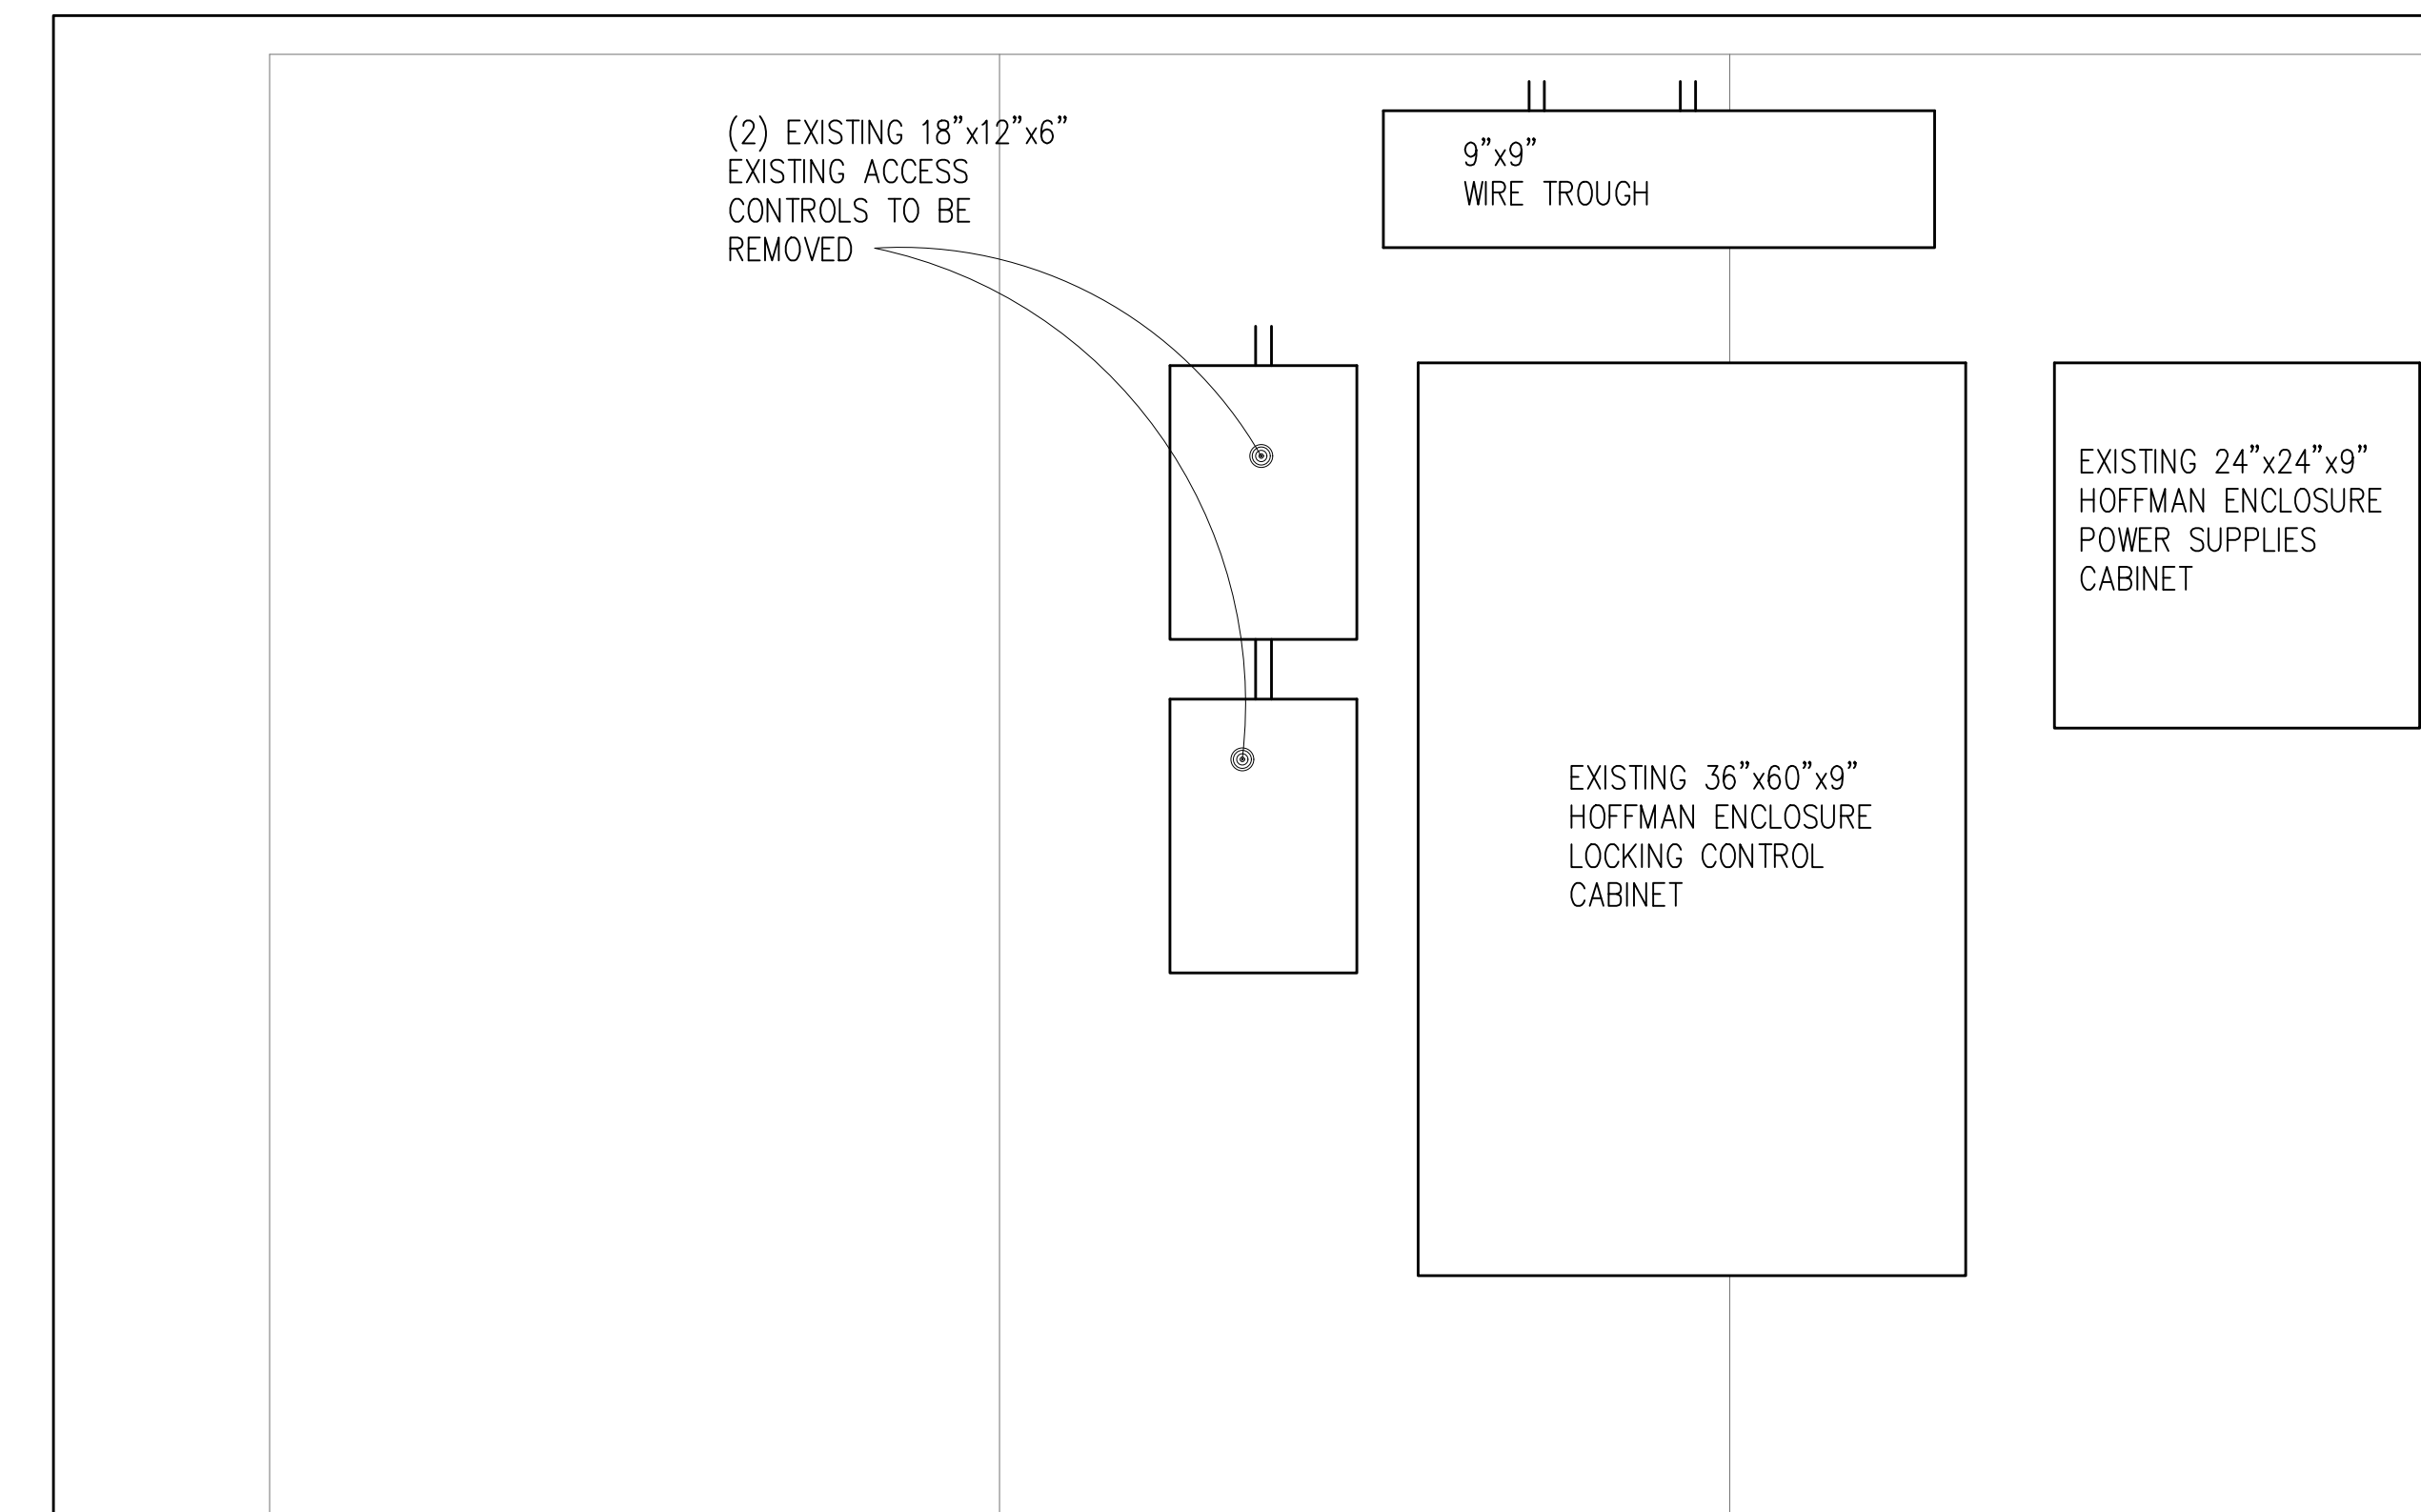 (2) EXISTING 18"x12"x6"
EXISTING ACCESS
CONTROLS TO BE
REMOVED
9"x9"
WIRE TROUGH
EXISTING 24"x24"x9"
HOFFMAN ENCLOSURE
POWER SUPPLIES
CABINET
EXISTING 36"x60"x9"
HOFFMAN ENCLOSURE
LOCKING CONTROL
CABINET